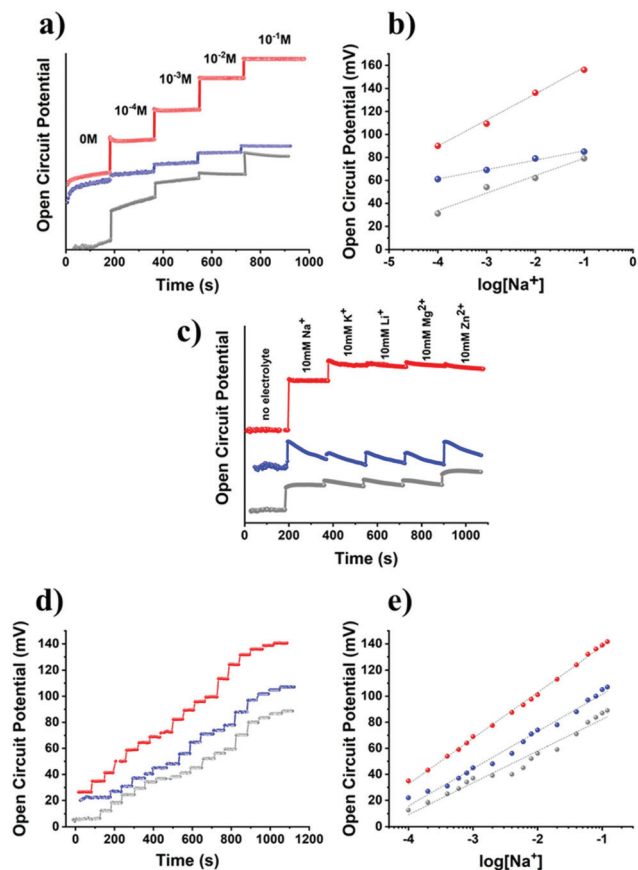 a)
Open Circuit Potential
0M
10⁻⁴M
10⁻³M
10⁻²M
10⁻¹M
0 200 400 600 800 1000
Time (s)
b)
Open Circuit Potential (mV)
160
140
120
100
80
60
40
20
0
-5 -4 -3 -2 -1 0
log[Na⁺]
c)
Open Circuit Potential
no electrolyte
10mM Na⁺
10mM K⁺
10mM Li⁺
10mM Mg²⁺
10mM Zn²⁺
0 200 400 600 800 1000
Time (s)
d)
Open Circuit Potential (mV)
140
120
100
80
60
40
20
0
0 200 400 600 800 1000 1200
Time (s)
e)
Open Circuit Potential (mV)
140
120
100
80
60
40
20
0
-4 -3 -2 -1
log[Na⁺]